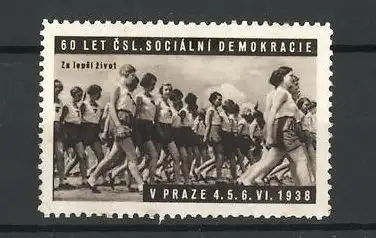 60 LET ČSL. SOCIÁLNÍ DEMOKRACIE
Za lepší život
V PRAZE 4.5.6. VI. 1938